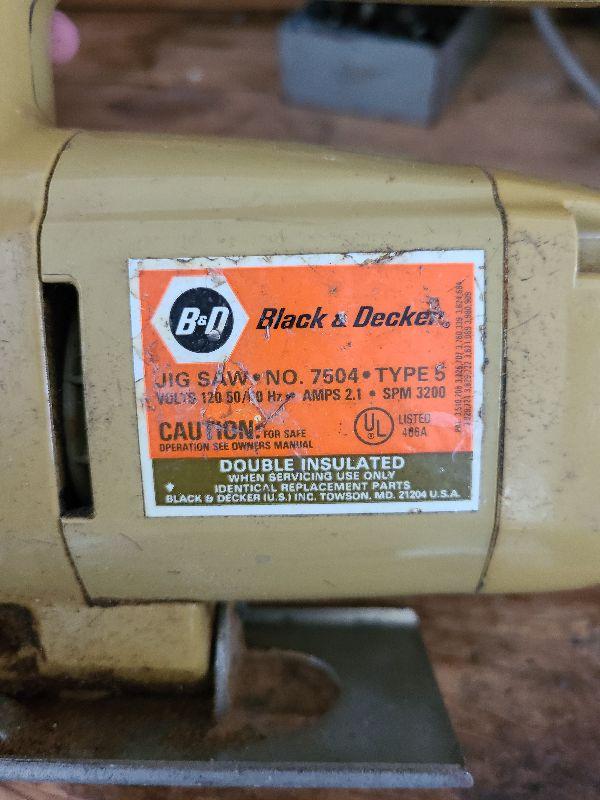 B&D Black & Decker®
JIG SAW • NO. 7504 • TYPE 5
VOLTS 120 50/60 Hz • AMPS 2.1 • SPM 3200
CAUTION: FOR SAFE
OPERATION SEE OWNERS MANUAL
UL LISTED
466A
DOUBLE INSULATED
WHEN SERVICING USE ONLY
IDENTICAL REPLACEMENT PARTS
BLACK & DECKER (U.S.) INC. TOWSON, MD. 21204 U.S.A.